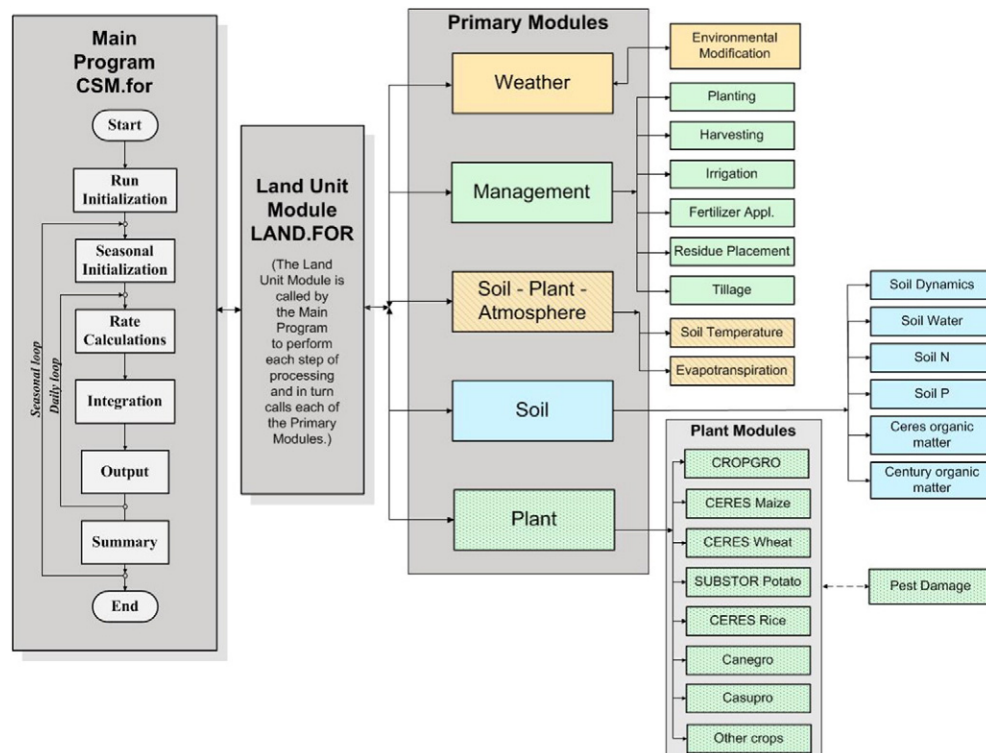 Main
Program
CSM.for
Start
Run
Initialization
Seasonal
Initialization
Rate
Calculations
Integration
Output
Summary
End
Seasonal loop
Daily loop
Land Unit
Module
LAND.FOR
(The Land
Unit Module is
called by
the Main
Program
to perform
each step of
processing
and in turn
calls each of
the Primary
Modules.)
Primary Modules
Weather
Management
Soil - Plant -
Atmosphere
Soil
Plant
Environmental
Modification
Planting
Harvesting
Irrigation
Fertilizer Appl.
Residue Placement
Tillage
Soil Temperature
Evapotranspiration
Soil Dynamics
Soil Water
Soil N
Soil P
Ceres organic
matter
Century organic
matter
Plant Modules
CROPGRO
CERES Maize
CERES Wheat
SUBSTOR Potato
CERES Rice
Canegro
Casupro
Other crops
Pest Damage